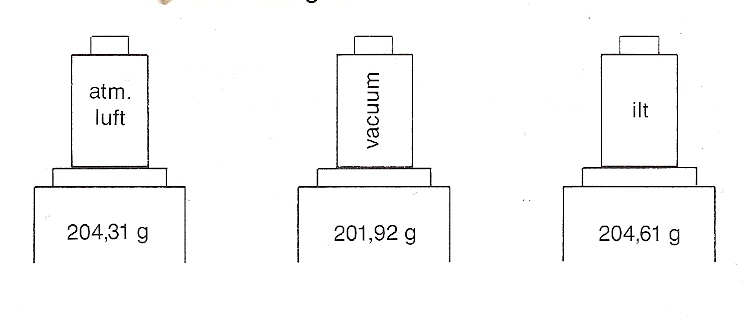 atm.
luft
vacuum
ilt
204,31 g
201,92 g
204,61 g